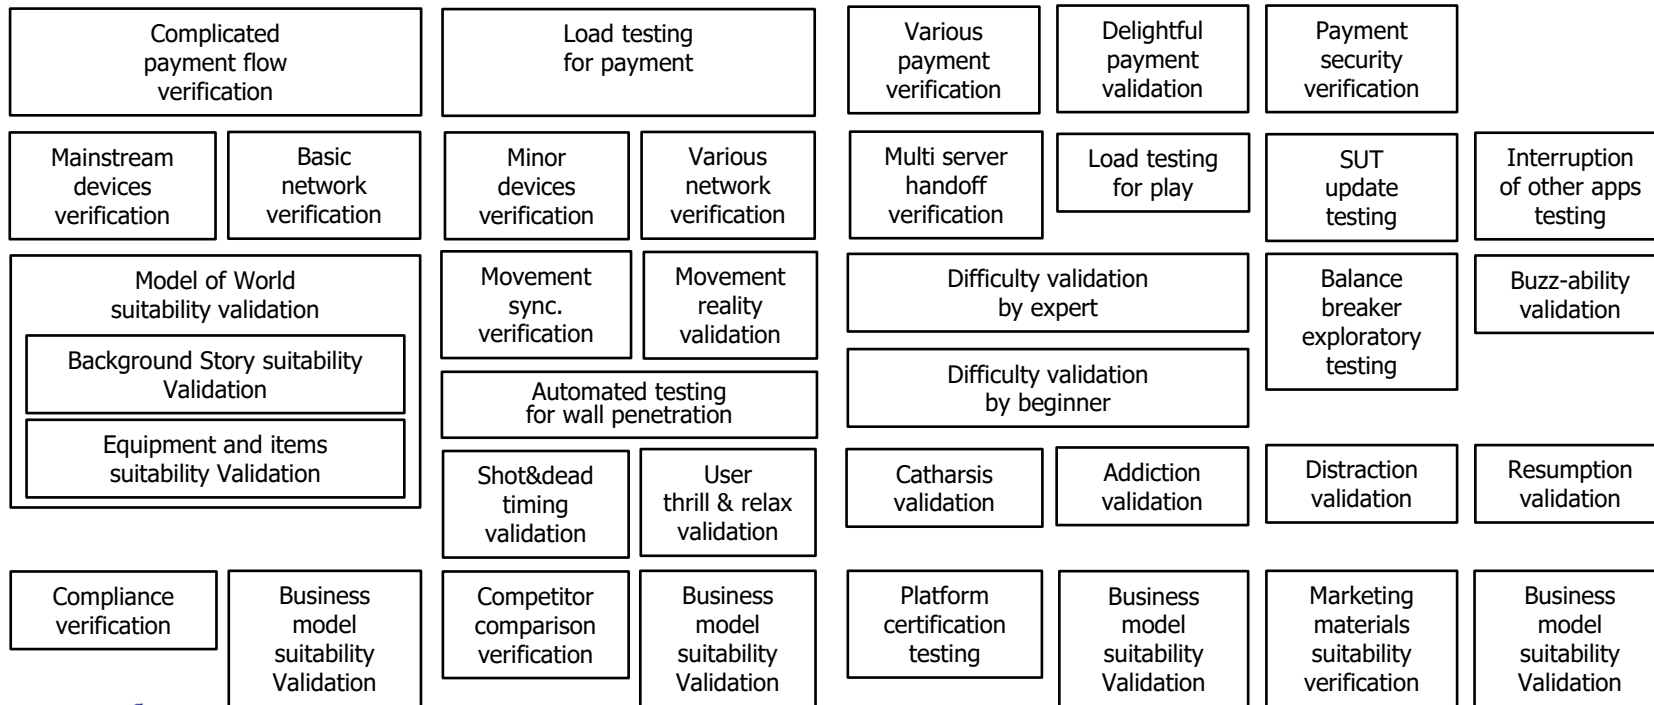 Complicated
payment flow
verification
Load testing
for payment
Various
payment
verification
Delightful
payment
validation
Payment
security
verification
Mainstream
devices
verification
Basic
network
verification
Minor
devices
verification
Various
network
verification
Multi server
handoff
verification
Load testing
for play
SUT
update
testing
Interruption
of other apps
testing
Model of World
suitability validation
Background Story suitability
Validation
Equipment and items
suitability Validation
Movement
sync.
verification
Movement
reality
validation
Automated testing
for wall penetration
Shot&dead
timing
validation
User
thrill & relax
validation
Difficulty validation
by expert
Difficulty validation
by beginner
Balance
breaker
exploratory
testing
Buzz-ability
validation
Catharsis
validation
Addiction
validation
Distraction
validation
Resumption
validation
Compliance
verification
Business
model
suitability
Validation
Competitor
comparison
verification
Business
model
suitability
Validation
Platform
certification
testing
Business
model
suitability
Validation
Marketing
materials
suitability
verification
Business
model
suitability
Validation